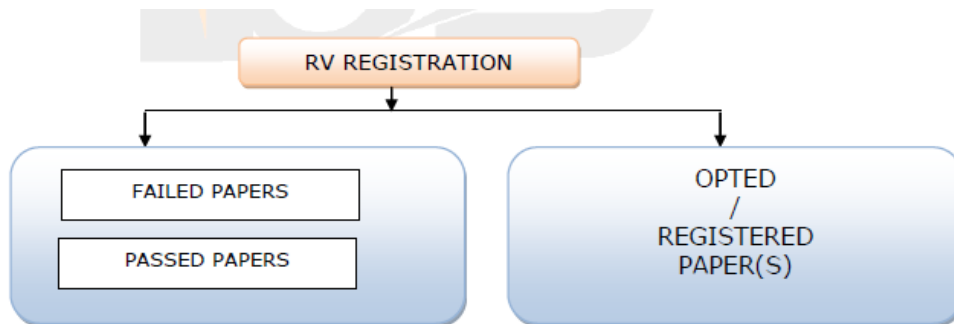 RV REGISTRATION
FAILED PAPERS
PASSED PAPERS
OPTED
/
REGISTERED
PAPER(S)